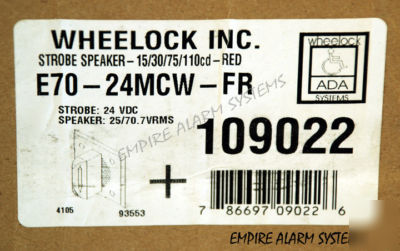 WHEELOCK INC.
STROBE SPEAKER-15/30/75/110cd-RED
E70-24MCW-FR
wheelock
ADA
SYSTEMS
STROBE: 24 VDC
SPEAKER: 25/70.7VRMS
109022
EMPIRE ALARM SYSTEMS
4105
93553
7 86697 09022 6
EMPIRE ALARM SYSTEMS